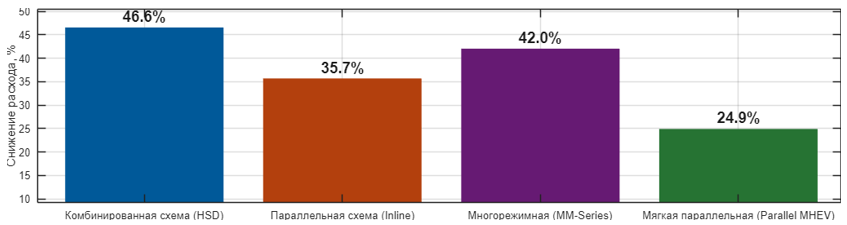 50
46.6%
45
42.0%
40
35.7%
35
30
24.9%
25
20
15
10
Снижение расхода, %
Комбинированная схема (HSD)
Параллельная схема (Inline)
Многорежимная (MM-Series)
Мягкая параллельная (Parallel MHEV)